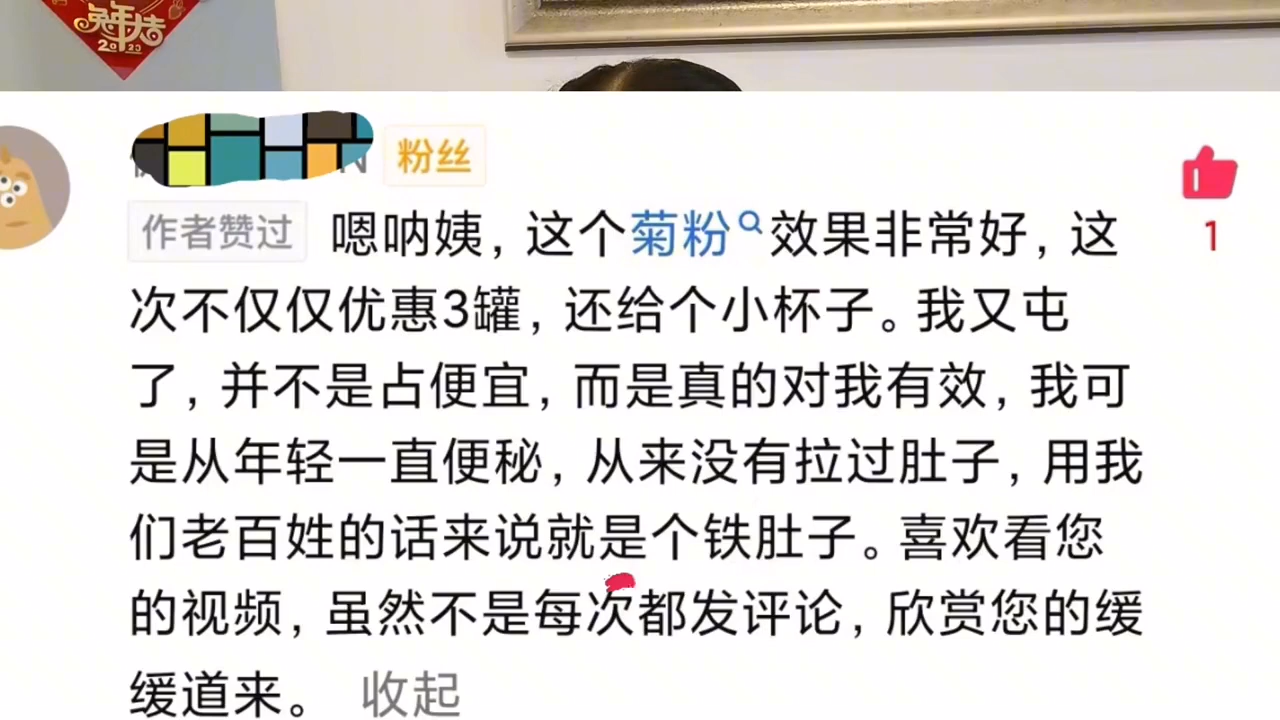 兔年大吉
2023
粉丝
作者赞过 嗯呐姨，这个菊粉效果非常好，这
1
次不仅仅优惠3罐，还给个小杯子。我又屯
了，并不是占便宜，而是真的对我有效，我可
是从年轻一直便秘，从来没有拉过肚子，用我
们老百姓的话来说就是个铁肚子。喜欢看您
的视频，虽然不是每次都发评论，欣赏您的缓
缓道来。 收起